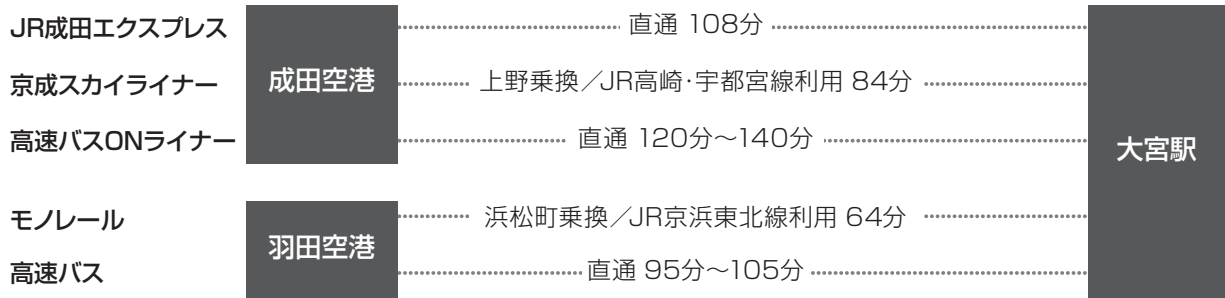 JR成田エクスプレス
直通 108分
京成スカイライナー
成田空港
上野乗換／JR高崎・宇都宮線利用 84分
高速バスONライナー
直通 120分～140分
大宮駅
モノレール
浜松町乗換／JR京浜東北線利用 64分
羽田空港
高速バス
直通 95分～105分